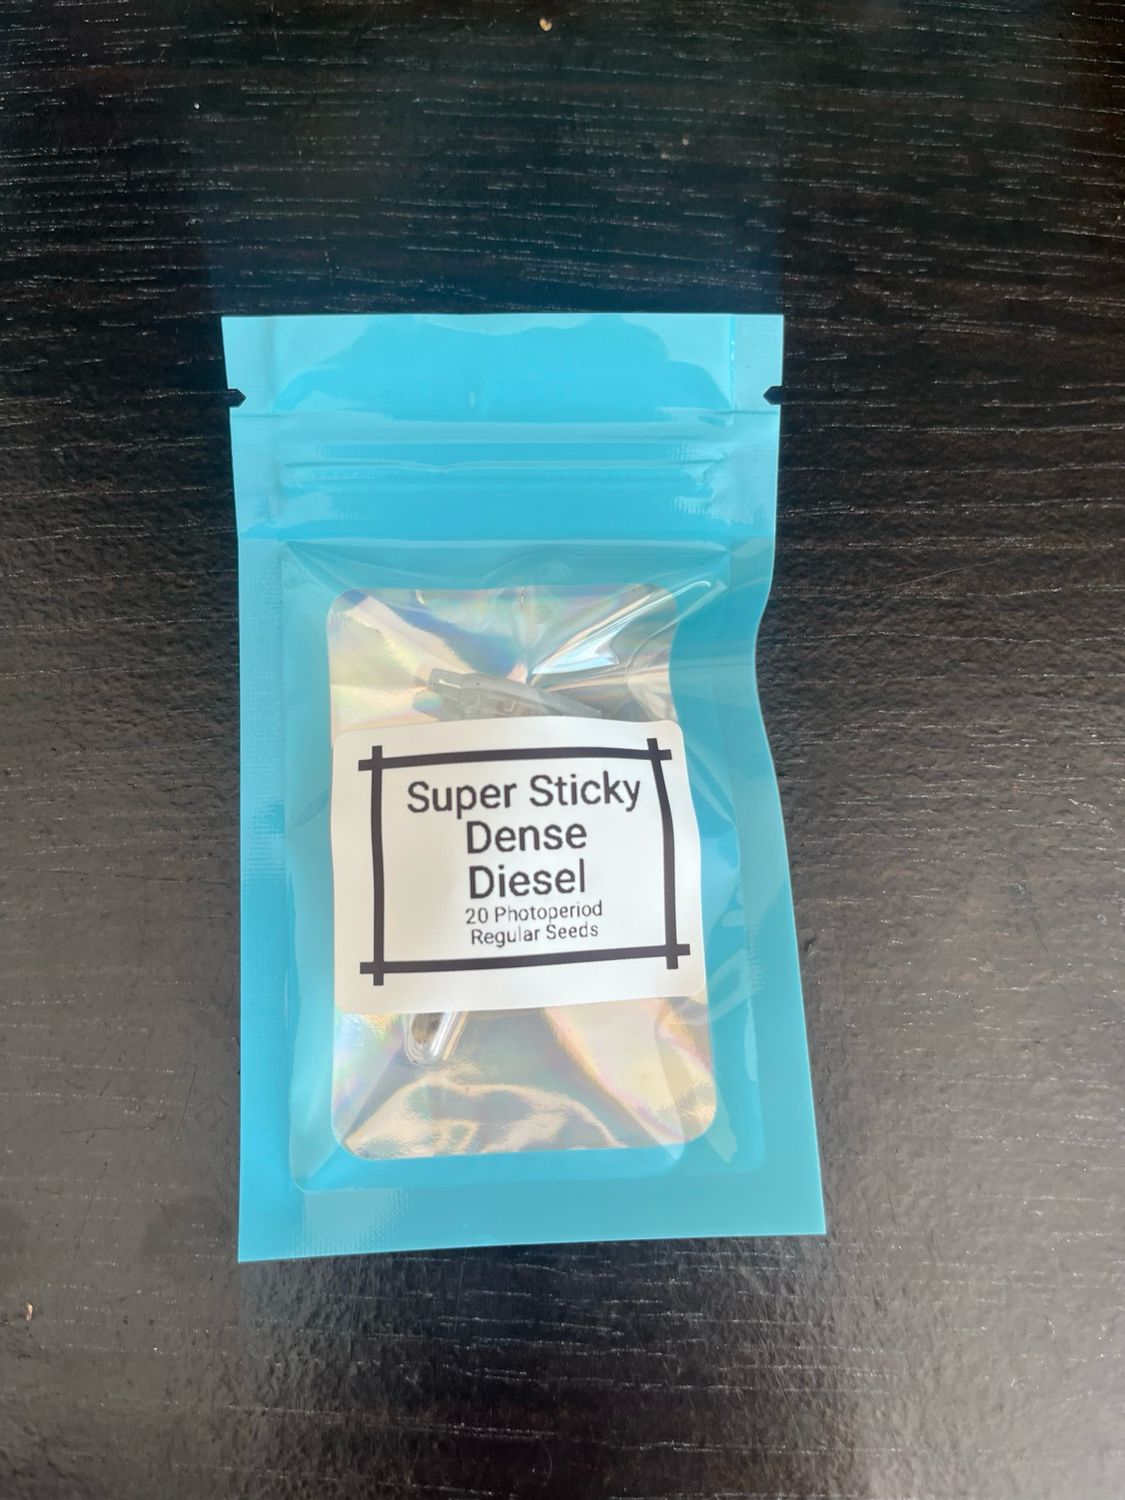 Super Sticky
Dense
Diesel
20 Photoperiod
Regular Seeds